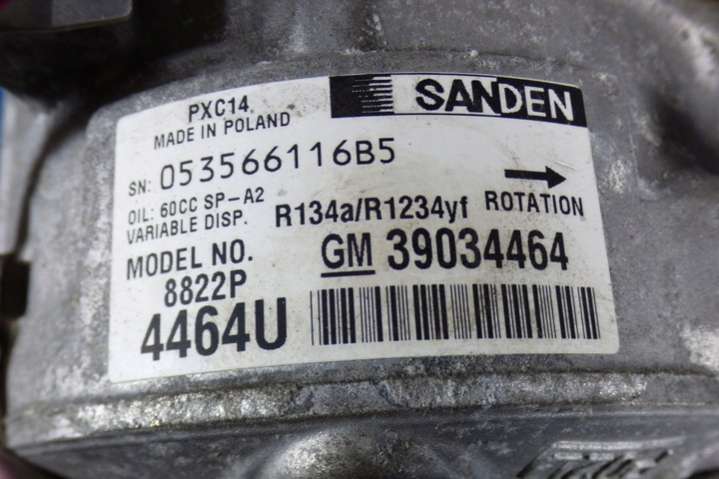 PXC14
MADE IN POLAND
SANDEN
SN: 053566116B5
OIL: 60CC SP-A2
VARIABLE DISP.
R134a/R1234yf
ROTATION
MODEL NO.
8822P
GM 39034464
4464U